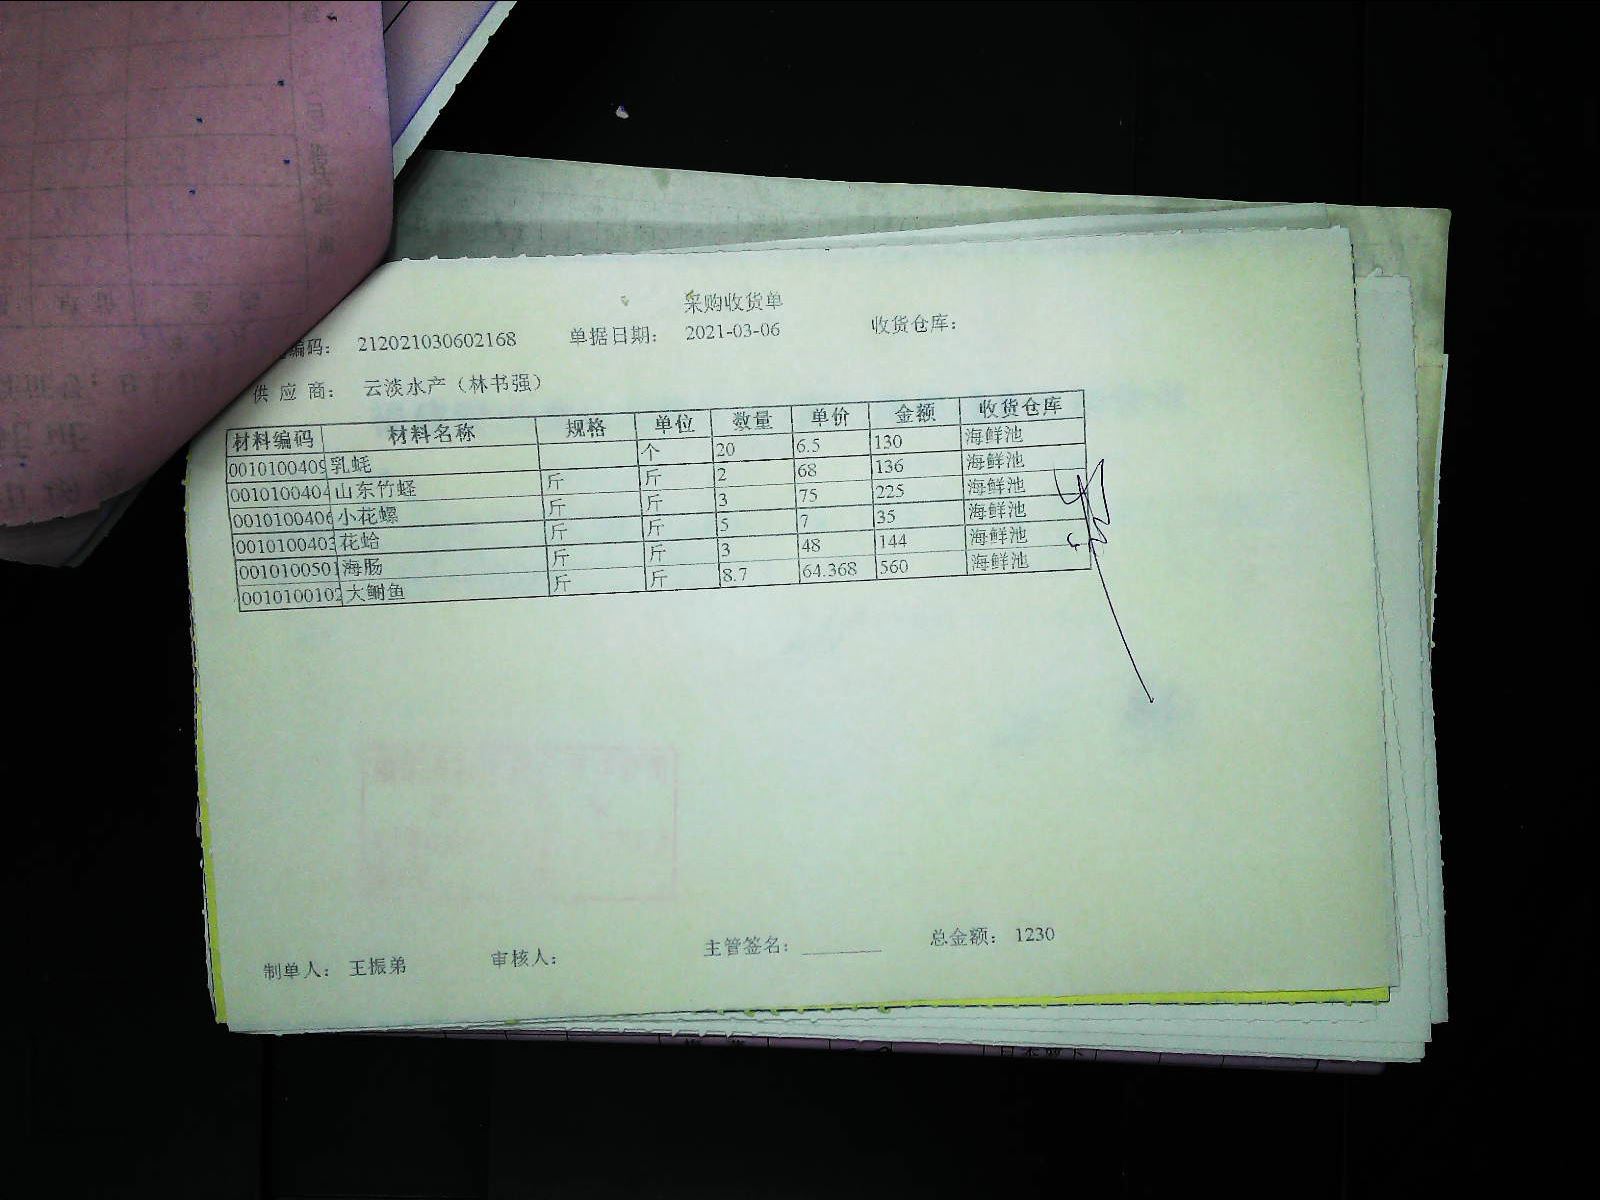 采购收货单
编码: 212021030602168 单据日期: 2021-03-06 收货仓库:
供 应 商: 云淡水产（林书强）
材料编码 材料名称 规格 单位 数量 单价 金额 收货仓库
0010100409 乳蚝 个 20 6.5 130 海鲜池
0010100404 山东竹蛏 斤 斤 2 68 136 海鲜池
0010100406 小花螺 斤 斤 3 75 225 海鲜池
0010100403 花蛤 斤 斤 5 7 35 海鲜池
0010100501 海肠 斤 斤 3 48 144 海鲜池
0010100102 大鲥鱼 斤 斤 8.7 64.368 560 海鲜池
制单人: 王振弟 审核人: 主管签名: 总金额: 1230